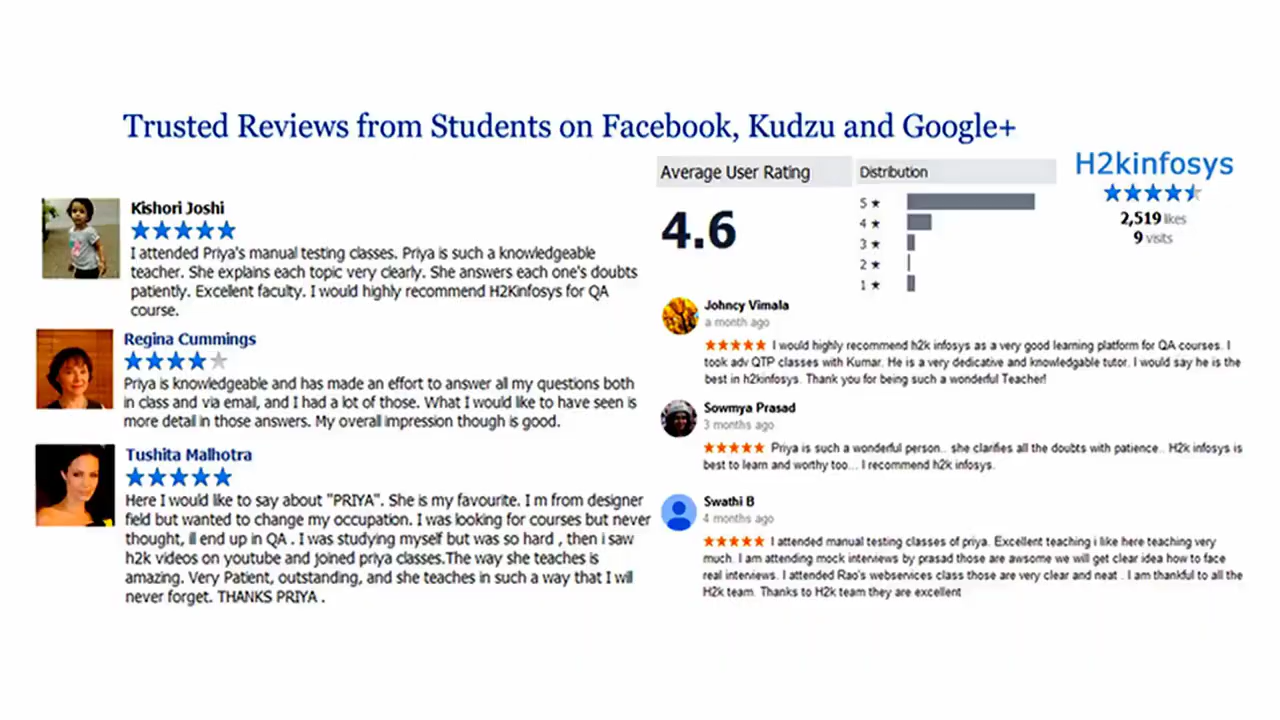 Trusted Reviews from Students on Facebook, Kudzu and Google+
Kishori Joshi
I attended Priya's manual testing classes. Priya is such a knowledgeable
teacher. She explains each topic very clearly. She answers each one's doubts
patiently. Excellent faculty. I would highly recommend H2Kinfosys for QA
course.
Regina Cummings
Priya is knowledgeable and has made an effort to answer all my questions both
in class and via email, and I had a lot of those. What I would like to have seen is
more detail in those answers. My overall impression though is good.
Tushita Malhotra
Here I would like to say about "PRIYA". She is my favourite. I m from designer
field but wanted to change my occupation. I was looking for courses but never
thought, ill end up in QA . I was studying myself but was so hard , then i saw
h2k videos on youtube and joined priya classes.The way she teaches is
amazing. Very Patient, outstanding, and she teaches in such a way that I will
never forget. THANKS PRIYA .
Average User Rating
4.6
Distribution
5 ★
4 ★
3 ★
2 ★
1 ★
H2kinfosys
2,519 likes
9 visits
Johncy Vimala
a month ago
I would highly recommend h2k infosys as a very good learning platform for QA courses. I
took adv QTP classes with Kumar. He is a very dedicative and knowledgable tutor. I would say he is the
best in h2kinfosys. Thank you for being such a wonderful Teacher!
Sowmya Prasad
3 months ago
Priya is such a wonderful person.. she clarifies all the doubts with patience.. H2k infosys is
best to learn and worthy too... I recommend h2k infosys.
Swathi B
4 months ago
I attended manual testing classes of priya. Excellent teaching i like here teaching very
much. I am attending mock interviews by prasad those are awsome we will get clear idea how to face
real interviews. I attended Rao's webservices class those are very clear and neat . I am thankful to all the
H2k team. Thanks to H2k team they are excellent